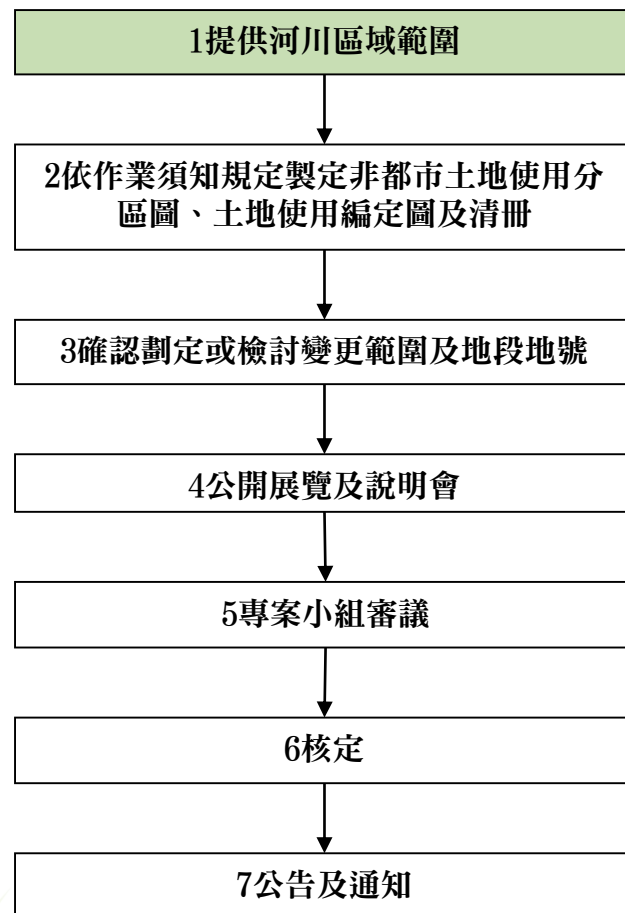 1提供河川區域範圍
2依作業須知規定製定非都市土地使用分
區圖、土地使用編定圖及清冊
3確認劃定或檢討變更範圍及地段地號
4公開展覽及說明會
5專案小組審議
6核定
7公告及通知